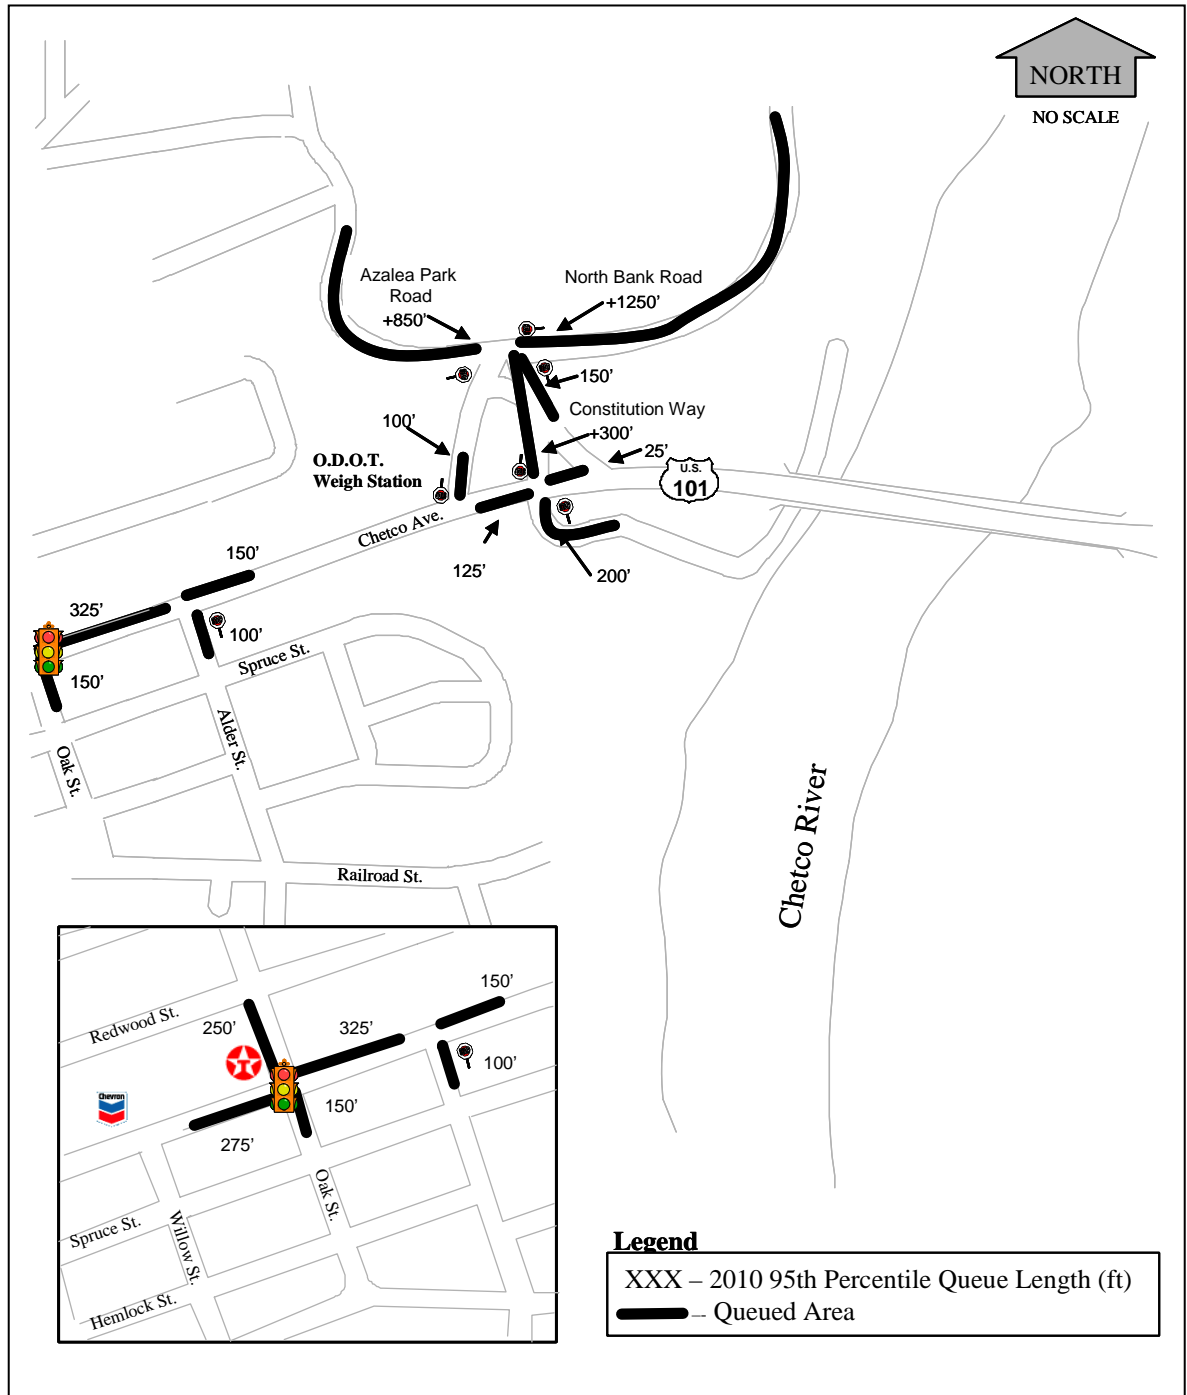 NORTH
NO SCALE
Azalea Park
Road
+850’
North Bank Road
+1250’
150’
Constitution Way
+300’
25’
100’
O.D.O.T.
Weigh Station
U.S.
101
Chetco Ave.
125’
200’
150’
325’
100’
150’
Spruce St.
Alder St.
Oak St.
Railroad St.
Chetco River
150’
Redwood St.
250’
325’
T
100’
Chevron
150’
275’
Oak St.
Spruce St.
Willow St.
Hemlock St.
Legend
XXX – 2010 95th Percentile Queue Length (ft)
-- Queued Area